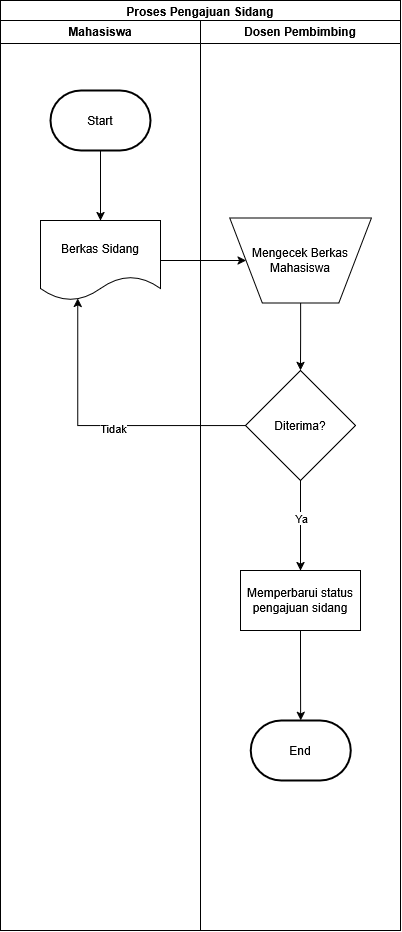 Proses Pengajuan Sidang
Mahasiswa
Dosen Pembimbing
Start
Berkas Sidang
Mengecek Berkas
Mahasiswa
Diterima?
Tidak
Ya
Memperbarui status
pengajuan sidang
End